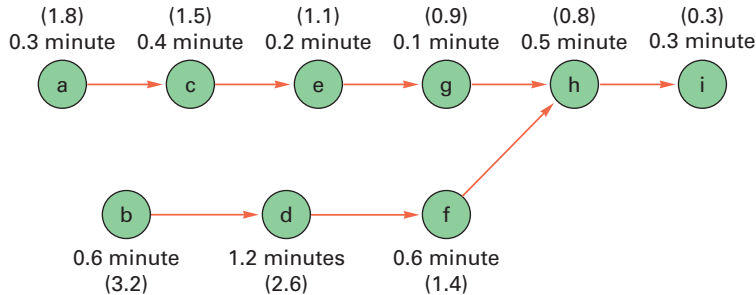 (1.8) (1.5) (1.1) (0.9) (0.8) (0.3)
0.3 minute 0.4 minute 0.2 minute 0.1 minute 0.5 minute 0.3 minute
a c e g h i
b d f
0.6 minute 1.2 minutes 0.6 minute
(3.2) (2.6) (1.4)